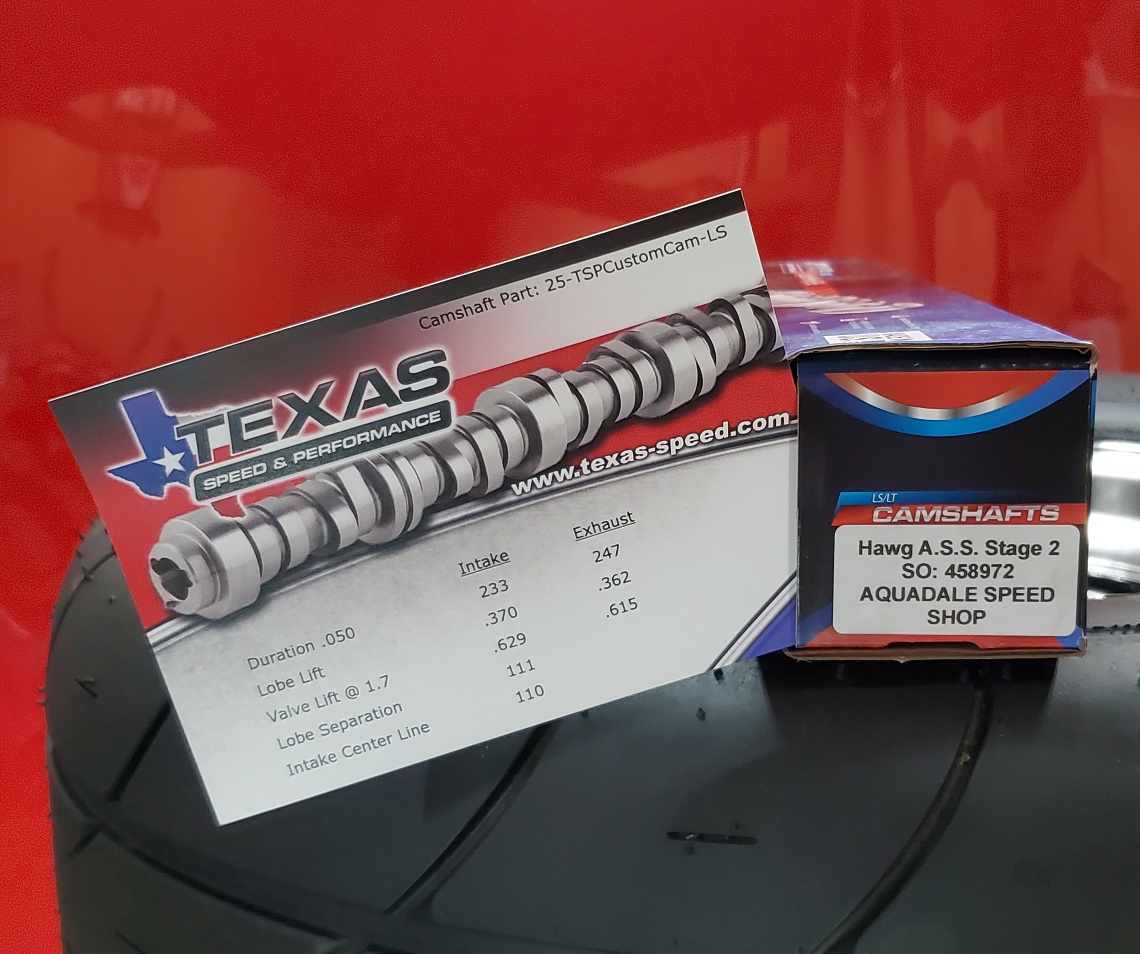 Camshaft Part: 25-TSPCustomCam-LS
TEXAS
SPEED & PERFORMANCE
www.texas-speed.com
Intake Exhaust
Duration .050 233 247
Lobe Lift .370 .362
Valve Lift @ 1.7 .629 .615
Lobe Separation 111
Intake Center Line 110
LS/LT
CAMSHAFTS
Hawg A.S.S. Stage 2
SO: 458972
AQUADALE SPEED
SHOP